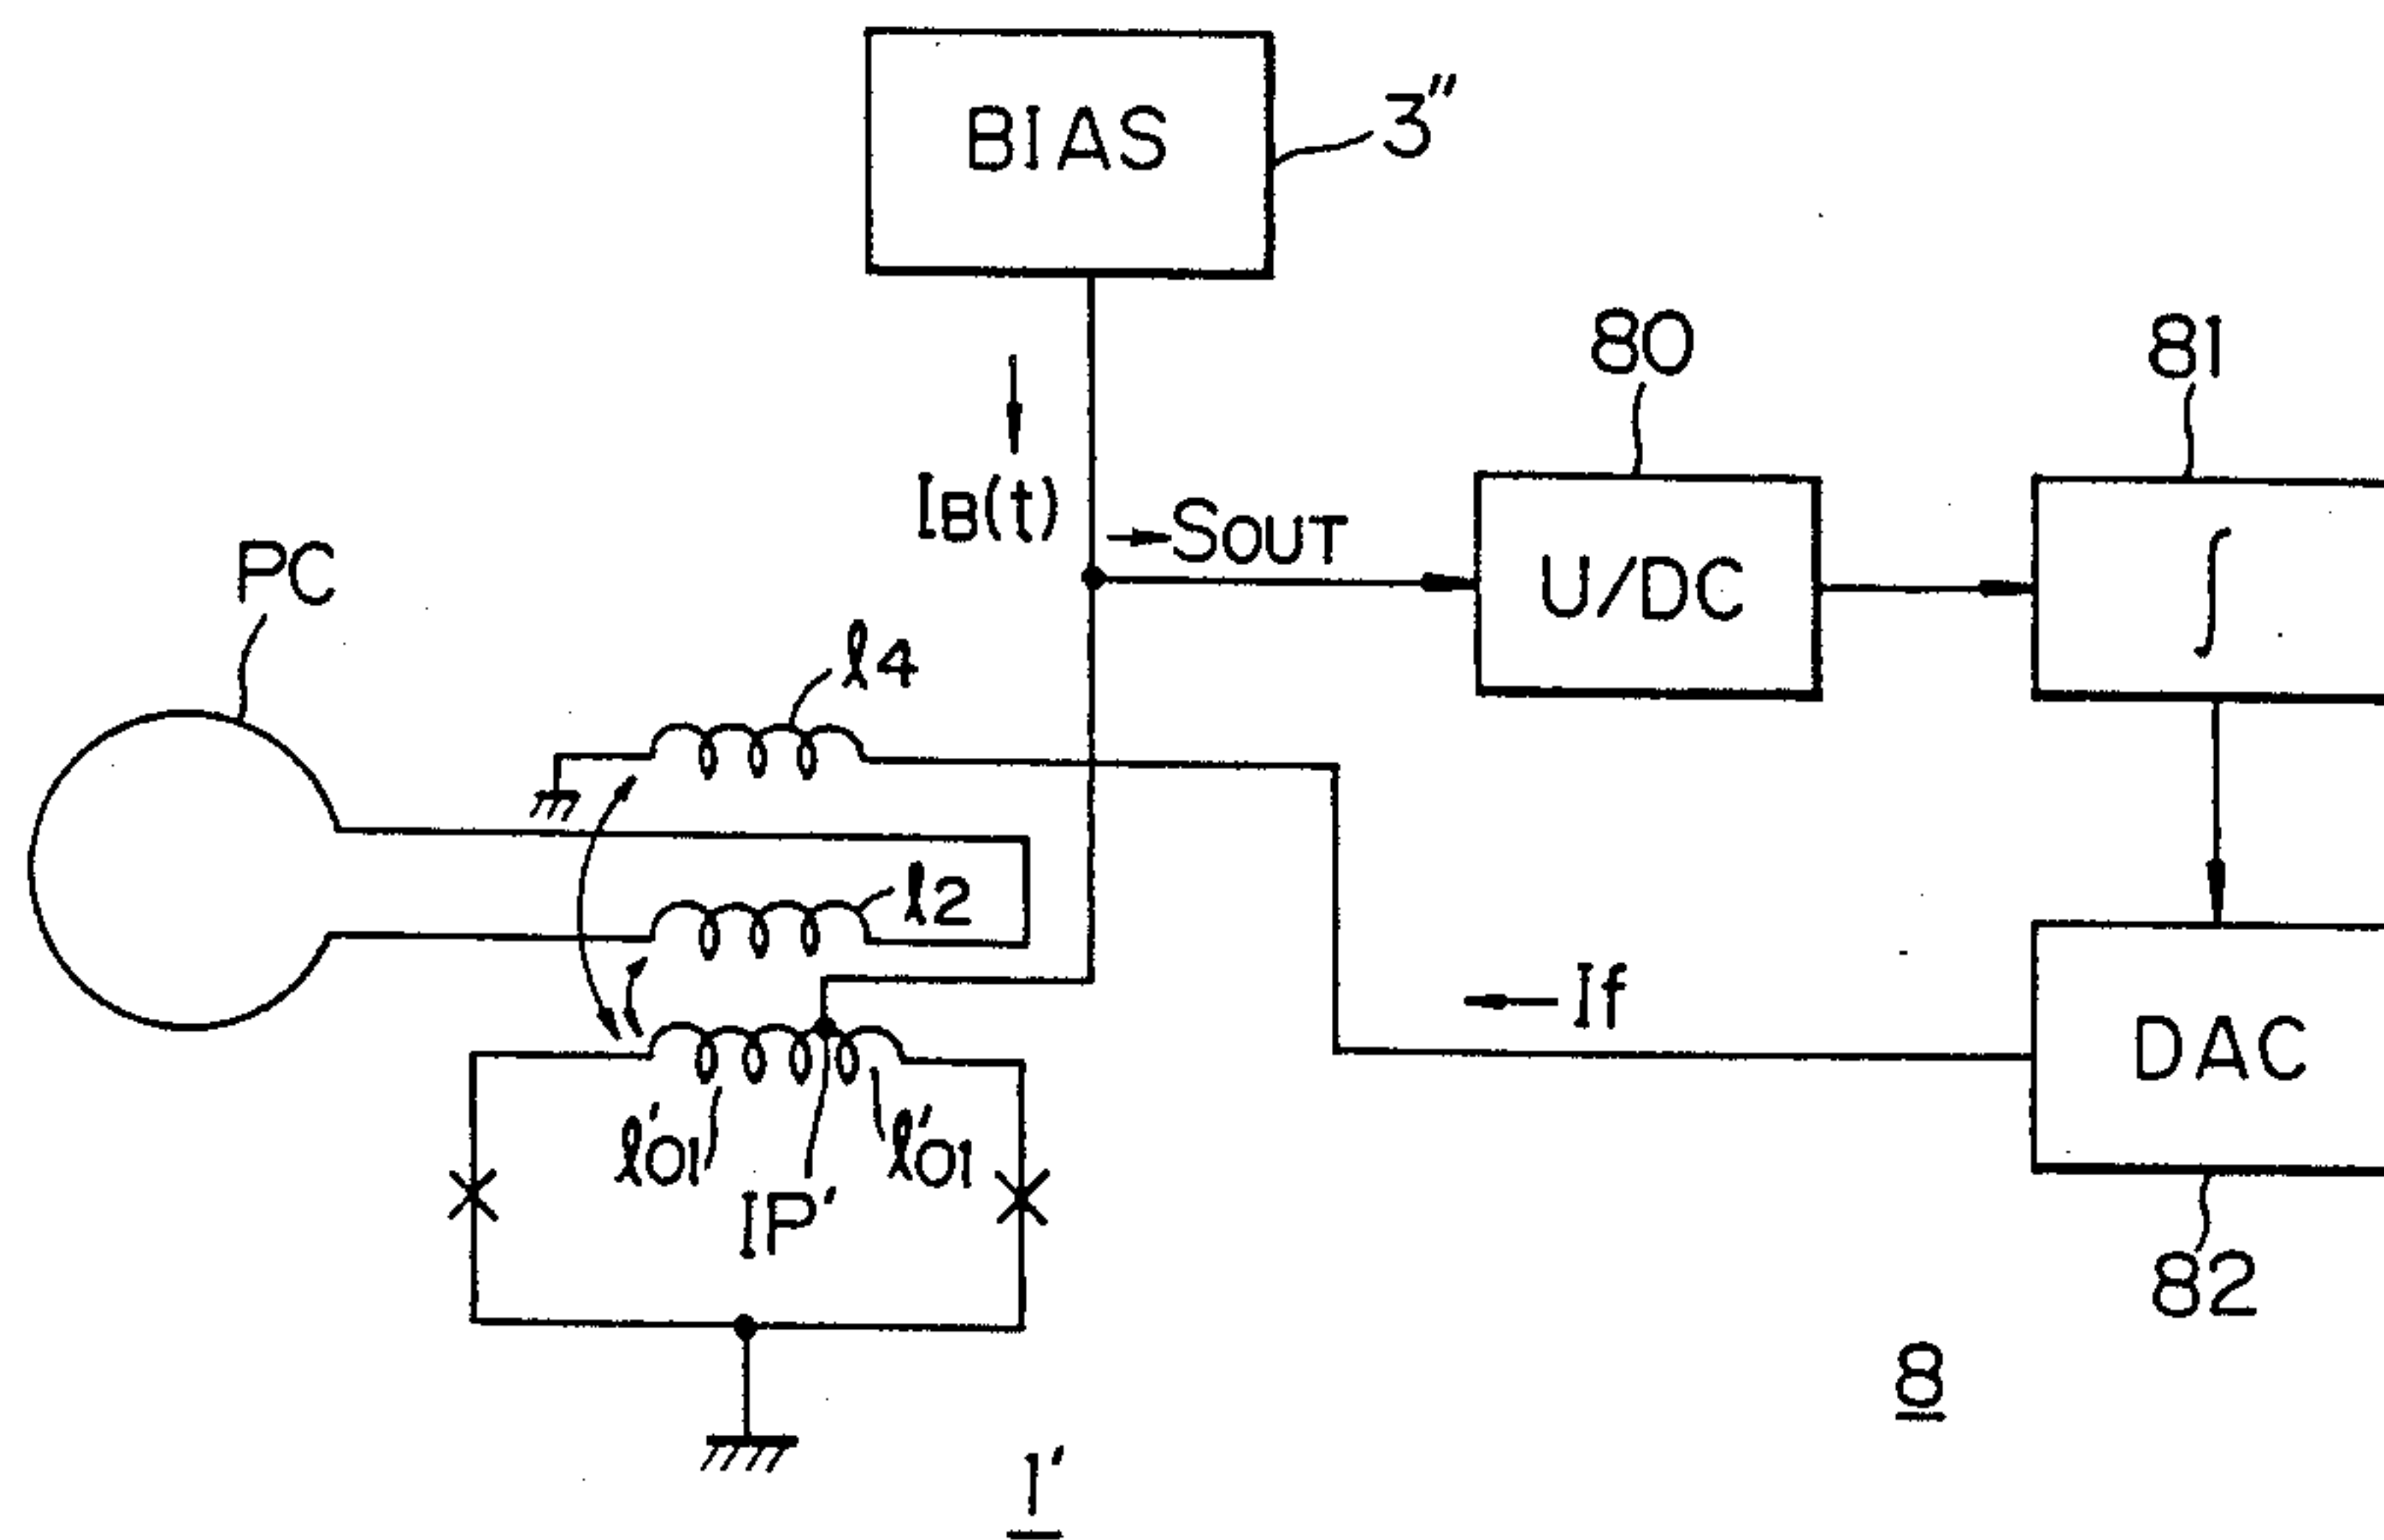 BIAS
3″
80
81
IB(t)
SOUT
U/DC
∫
PC
ℓ4
ℓ2
If
DAC
ℓ′01
ℓ′01
IP′
82
8
1′